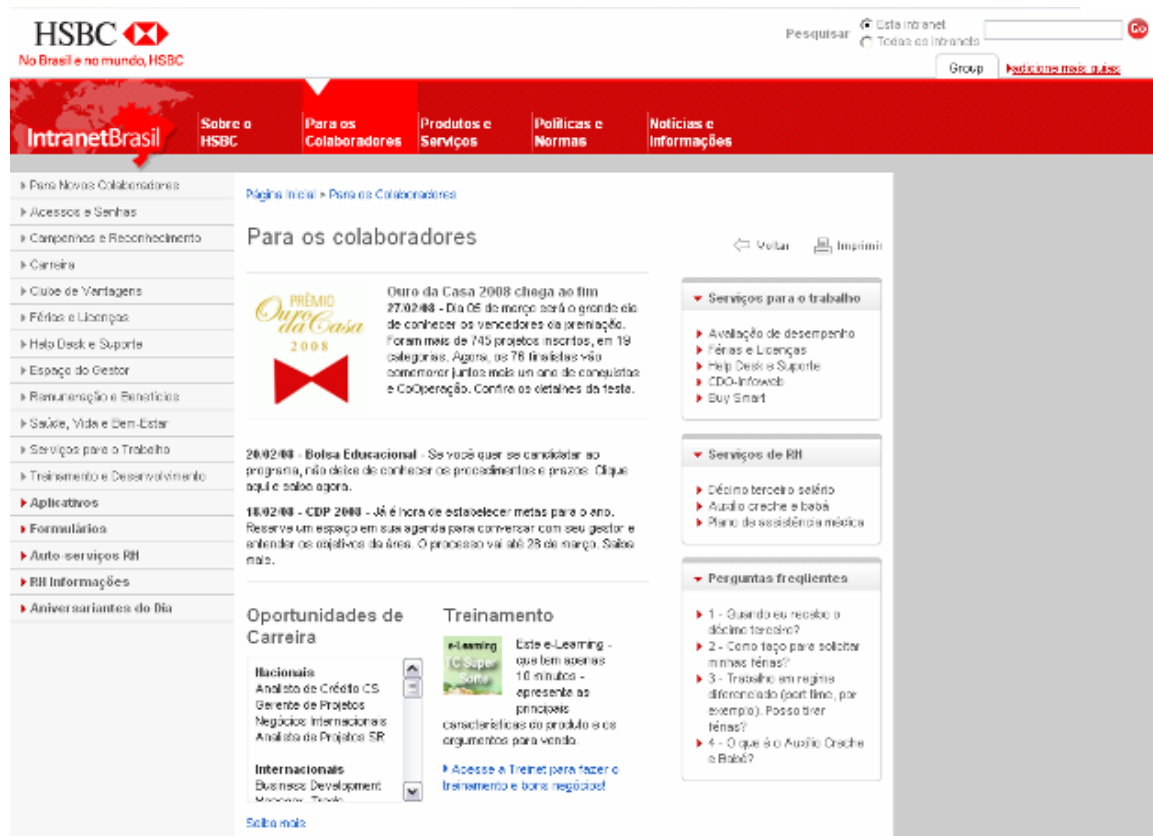 HSBC
No Brasil e no mundo, HSBC
Pesquisar
Esta intranet
Todas as intranets
Go
Group
adicione mais guias
IntranetBrasil
Sobre o
HSBC
Para os
Colaboradores
Produtos e
Serviços
Políticas e
Normas
Notícias e
Informações
Para Novos Colaboradores
Acessos e Senhas
Campanhas e Reconhecimento
Carreira
Clube de Vantagens
Férias e Licenças
Help Desk e Suporte
Espaço do Gestor
Remuneração e Benefícios
Saúde, Vida e Bem-Estar
Serviços para o Trabalho
Treinamento e Desenvolvimento
Aplicativos
Formulários
Auto-serviços RH
RH Informações
Aniversariantes do Dia
Página Inicial > Para os Colaboradores
Para os colaboradores
Voltar
Imprimir
PRÊMIO
Ouro
da Casa
2008
Ouro da Casa 2008 chega ao fim
27/02/08 - Dia 05 de março será o grande dia
de conhecer os vencedores da premiação.
Foram mais de 745 projetos inscritos, em 19
categorias. Agora, os 76 finalistas vão
comemorar juntos mais um ano de conquistas
e CoOperação. Confira os detalhes da festa.
20/02/08 - Bolsa Educacional - Se você quer se candidatar ao
programa, não deixe de conhecer os procedimentos e prazos. Clique
aqui e saiba agora.
18/02/08 - CDP 2008 - Já é hora de estabelecer metas para o ano.
Reserve um espaço em sua agenda para conversar com seu gestor e
entender os objetivos da área. O processo vai até 28 de março. Saiba
mais.
Oportunidades de
Carreira
Nacionais
Analista de Crédito CS
Gerente de Projetos
Negócios Internacionais
Analista de Projetos SR
Internacionais
Business Development
Manager, Trade
Saiba mais
Treinamento
e-Learning
TC Super
Sorte
Este e-Learning -
que tem apenas
10 minutos -
apresenta as
principais
características do produto e os
argumentos para venda.
Acesse a Treinet para fazer o
treinamento e bons negócios!
Serviços para o trabalho
Avaliação de desempenho
Férias e Licenças
Help Desk e Suporte
CDO-Infoweb
Buy Smart
Serviços de RH
Décimo terceiro salário
Auxílio creche e babá
Plano de assistência médica
Perguntas freqüentes
1 - Quando eu recebo o
décimo terceiro?
2 - Como faço para solicitar
minhas férias?
3 - Trabalho em regime
diferenciado (part time, por
exemplo). Posso tirar
férias?
4 - O que é o Auxílio Creche
e Babá?